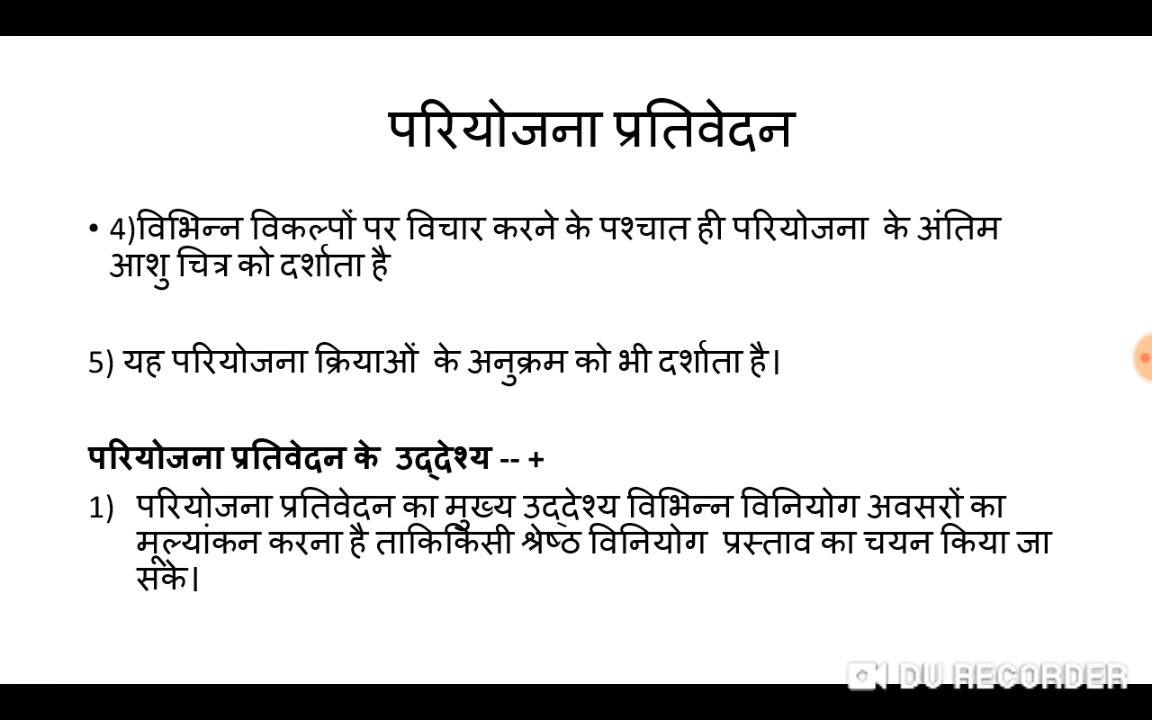 परियोजना प्रतिवेदन
• 4)विभिन्न विकल्पों पर विचार करने के पश्चात ही परियोजना के अंतिम
आशु चित्र को दर्शाता है
5) यह परियोजना क्रियाओं के अनुक्रम को भी दर्शाता है।
परियोजना प्रतिवेदन के उद्देश्य -- +
1) परियोजना प्रतिवेदन का मुख्य उद्देश्य विभिन्न विनियोग अवसरों का
मूल्यांकन करना है ताकिकिसी श्रेष्ठ विनियोग प्रस्ताव का चयन किया जा
सके।
DU RECORDER